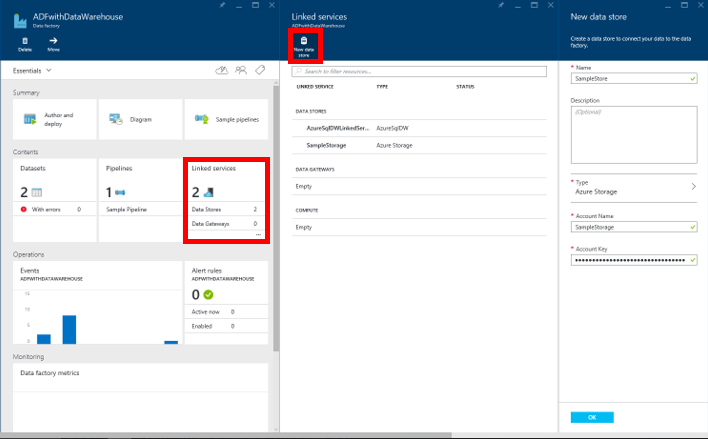 ADFwithDataWarehouse
Data factory
Delete
Move
Essentials
Summary
Author and
deploy
Diagram
Sample pipelines
Contents
Datasets
2
With errors 0
Pipelines
1
Sample Pipeline
Linked services
2
Data Stores 2
Data Gateways 0
...
Operations
Events
ADFWITHDATAWAREHOUSE
15
10
5
0
Alert rules
ADFWITHDATAWAREHOUSE
0
Active now 0
Enabled 0
Monitoring
Data factory metrics
Linked services
ADFwithDataWarehouse
New data
store
Search to filter resources...
LINKED SERVICE TYPE STATUS
DATA STORES
AzureSqlDWLinkedSer... AzureSqlDW
SampleStorage Azure Storage
DATA GATEWAYS
Empty
COMPUTE
Empty
New data store
Create a data store to connect your data to the data
factory.
* Name
SampleStore
Description
(Optional)
* Type
Azure Storage
* Account Name
SampleStorage
* Account Key
OK